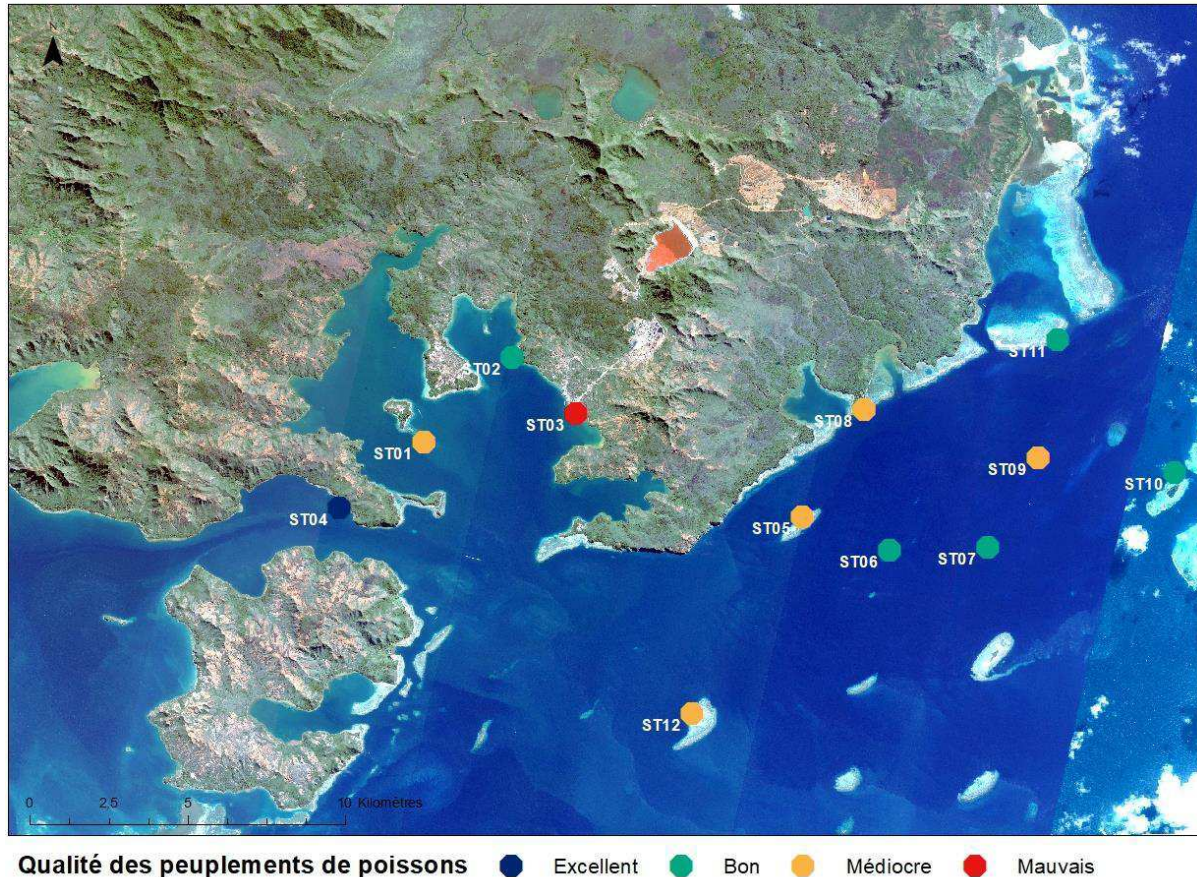 ST11
ST02
ST08
ST03
ST01
ST09
ST10
ST04
ST05
ST06
ST07
ST12
0 2,5 5 10 Kilomètres
Qualité des peuplements de poissons Excellent Bon Médiocre Mauvais